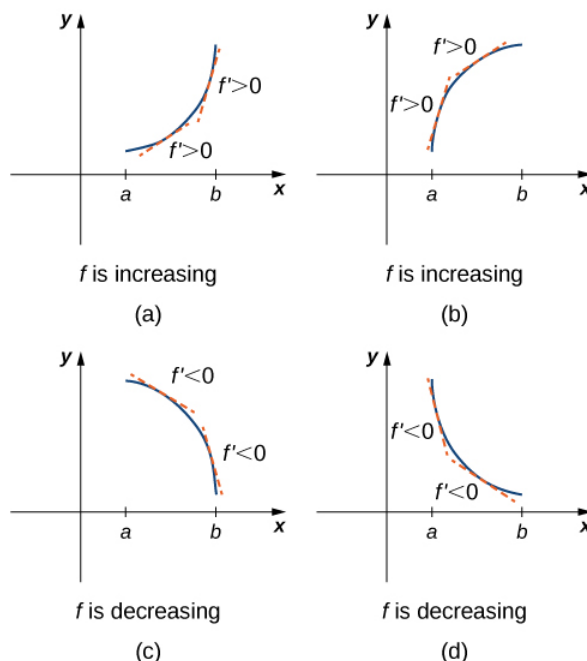 y
f'>0
f'>0
a
b
x
f is increasing
(a)
y
f'>0
f'>0
a
b
x
f is increasing
(b)
y
f'<0
f'<0
a
b
x
f is decreasing
(c)
y
f'<0
f'<0
a
b
x
f is decreasing
(d)